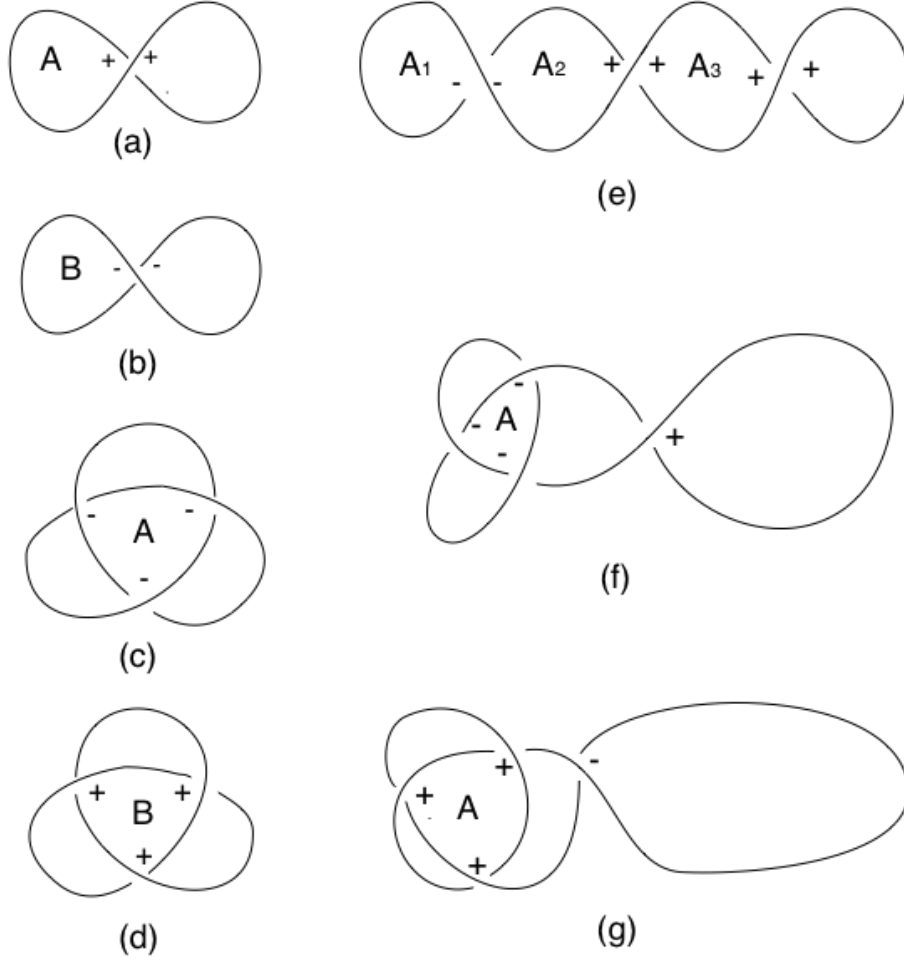 A + +
(a)
B - -
(b)
- - A -
(c)
+ + B +
(d)
A1 - - A2 + + A3 + +
(e)
- - A - +
(f)
+ + A + -
(g)